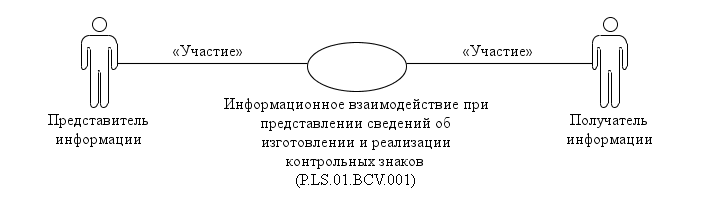 «Участие»
«Участие»
Представитель
информации
Информационное взаимодействие при
представлении сведений об
изготовлении и реализации
контрольных знаков
(P.LS.01.BCV.001)
Получатель
информации